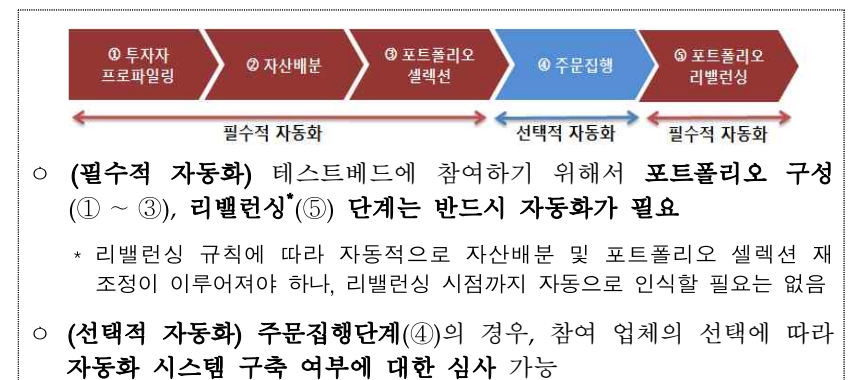 ① 투자자
프로파일링
② 자산배분
③ 포트폴리오
셀렉션
④ 주문집행
⑤ 포트폴리오
리밸런싱
필수적 자동화
선택적 자동화
필수적 자동화
○ (필수적 자동화) 테스트베드에 참여하기 위해서 포트폴리오 구성
(① ~ ③), 리밸런싱*(⑤) 단계는 반드시 자동화가 필요
* 리밸런싱 규칙에 따라 자동적으로 자산배분 및 포트폴리오 셀렉션 재
조정이 이루어져야 하나, 리밸런싱 시점까지 자동으로 인식할 필요는 없음
○ (선택적 자동화) 주문집행단계(④)의 경우, 참여 업체의 선택에 따라
자동화 시스템 구축 여부에 대한 심사 가능